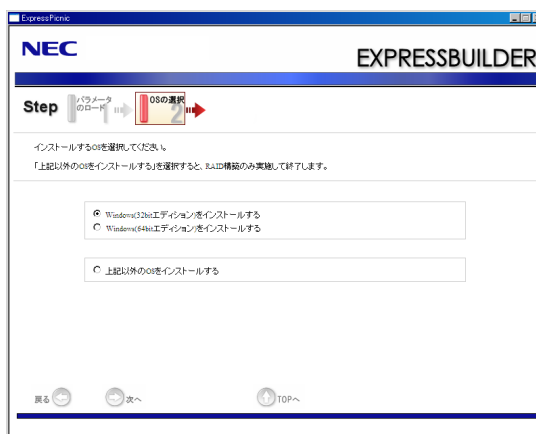 ExpressPicnic
NEC
EXPRESSBUILDER
Step パラメータのロード 1 OSの選択 2
インストールするOSを選択してください。
「上記以外のOSをインストールする」を選択すると、RAID構築のみ実施して終了します。
Windows(32bitエディション)をインストールする
Windows(64bitエディション)をインストールする
上記以外のOSをインストールする
戻る 次へ TOPへ